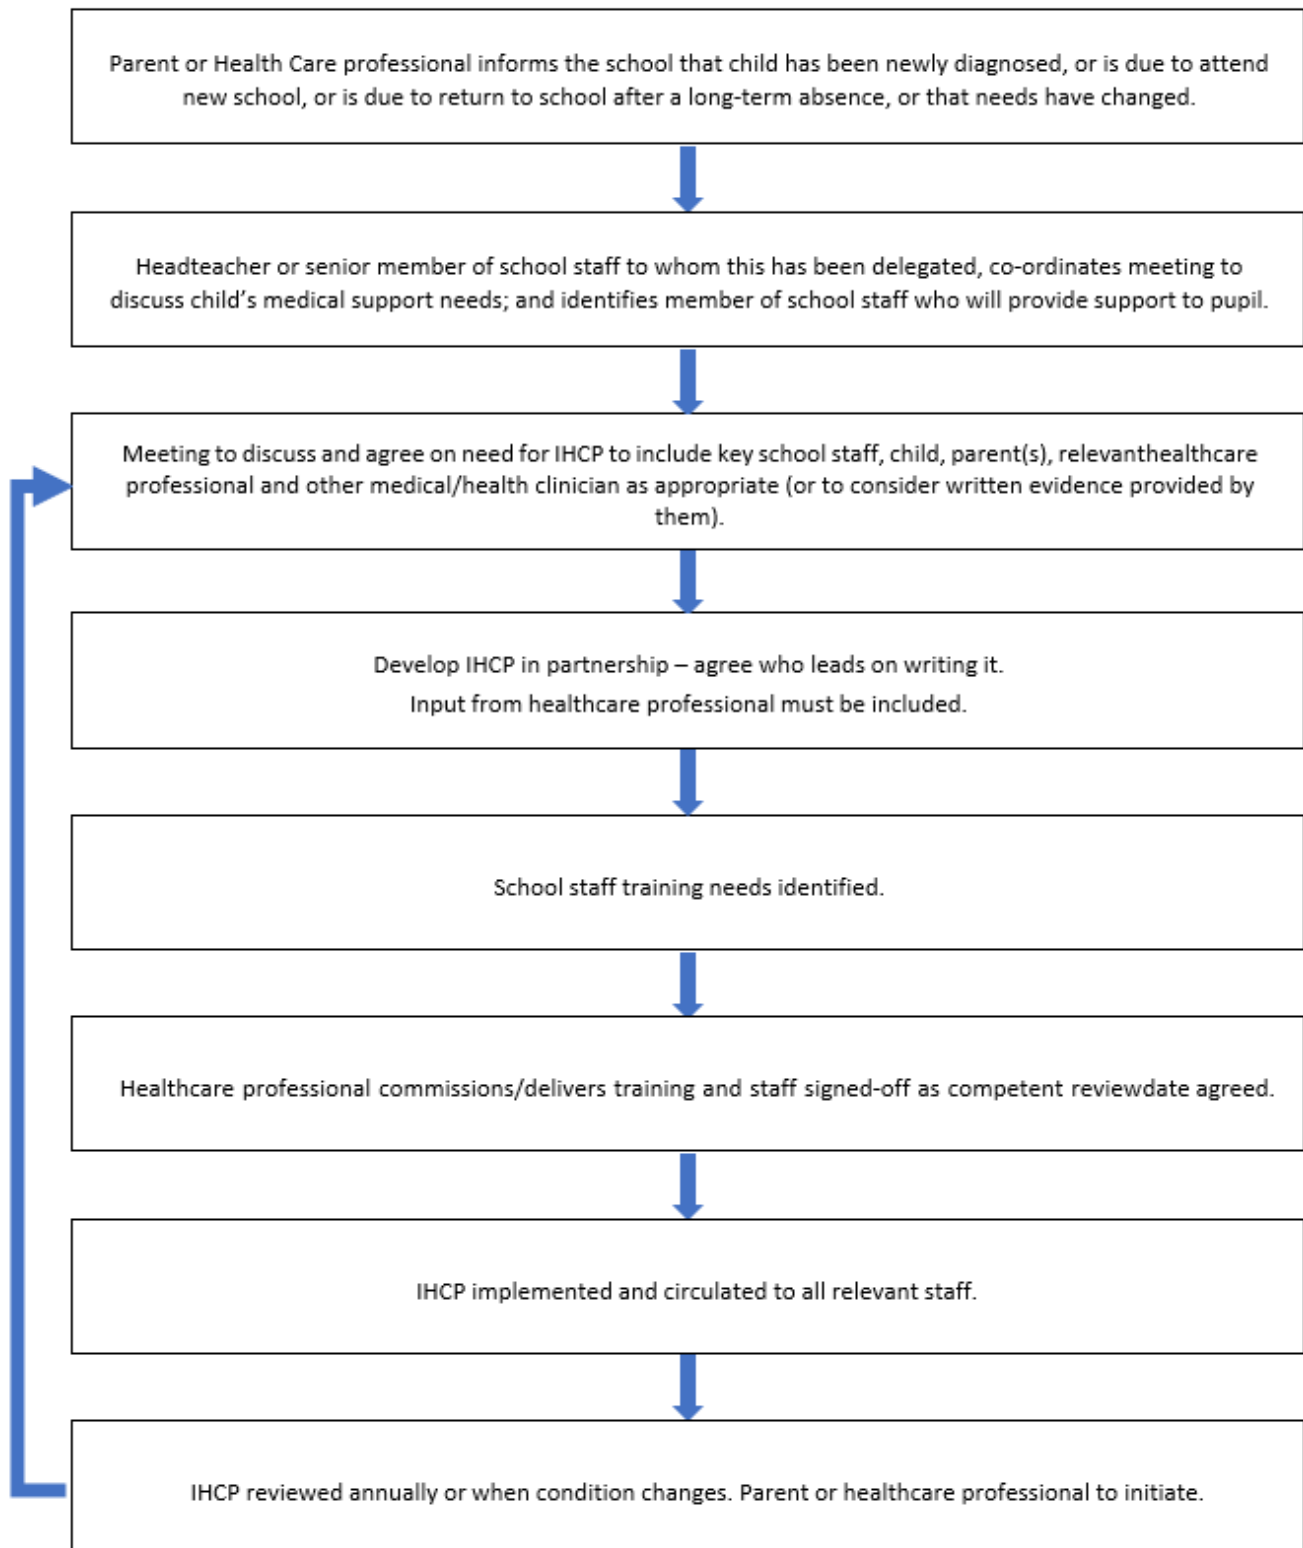 Parent or Health Care professional informs the school that child has been newly diagnosed, or is due to attend
new school, or is due to return to school after a long-term absence, or that needs have changed.
Headteacher or senior member of school staff to whom this has been delegated, co-ordinates meeting to
discuss child's medical support needs; and identifies member of school staff who will provide support to pupil.
Meeting to discuss and agree on need for IHCP to include key school staff, child, parent(s), relevanthealthcare
professional and other medical/health clinician as appropriate (or to consider written evidence provided by
them).
Develop IHCP in partnership – agree who leads on writing it.
Input from healthcare professional must be included.
School staff training needs identified.
Healthcare professional commissions/delivers training and staff signed-off as competent reviewdate agreed.
IHCP implemented and circulated to all relevant staff.
IHCP reviewed annually or when condition changes. Parent or healthcare professional to initiate.